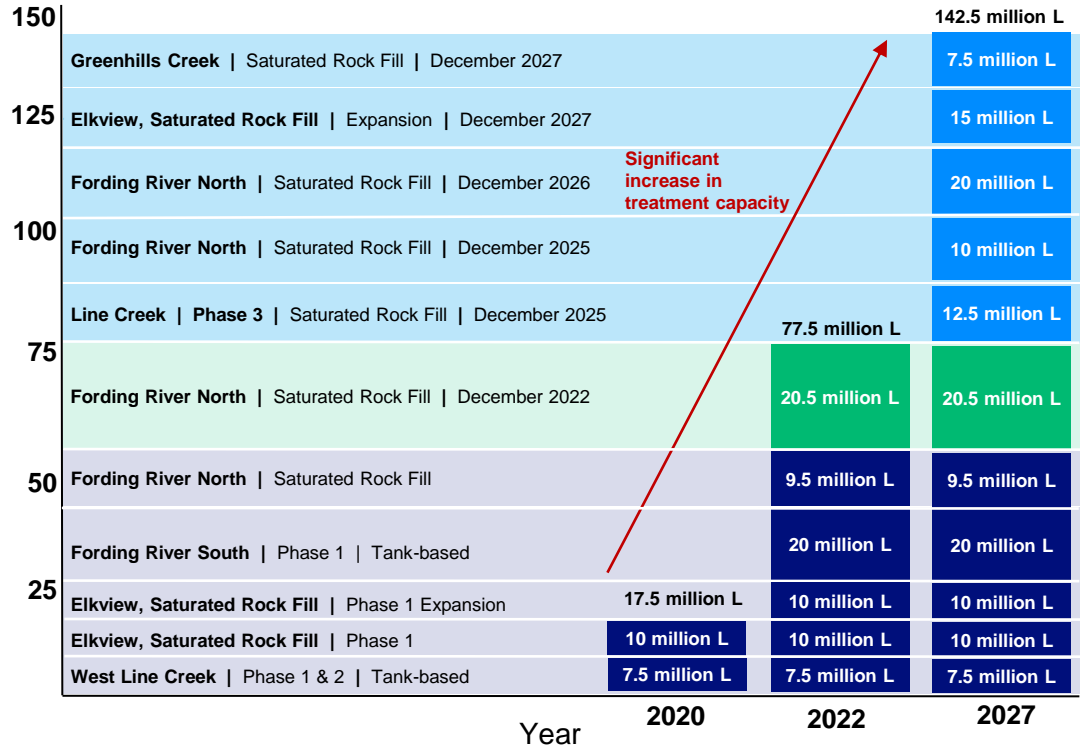 150
142.5 million L
Greenhills Creek | Saturated Rock Fill | December 2027
7.5 million L
125
Elkview, Saturated Rock Fill | Expansion | December 2027
15 million L
Significant
increase in
treatment capacity
Fording River North | Saturated Rock Fill | December 2026
20 million L
100
Fording River North | Saturated Rock Fill | December 2025
10 million L
Line Creek | Phase 3 | Saturated Rock Fill | December 2025
12.5 million L
77.5 million L
75
Fording River North | Saturated Rock Fill | December 2022
20.5 million L
20.5 million L
50
Fording River North | Saturated Rock Fill
9.5 million L
9.5 million L
Fording River South | Phase 1 | Tank-based
20 million L
20 million L
25
Elkview, Saturated Rock Fill | Phase 1 Expansion
17.5 million L
10 million L
10 million L
Elkview, Saturated Rock Fill | Phase 1
10 million L
10 million L
10 million L
West Line Creek | Phase 1 & 2 | Tank-based
7.5 million L
7.5 million L
7.5 million L
2020
2022
2027
Year